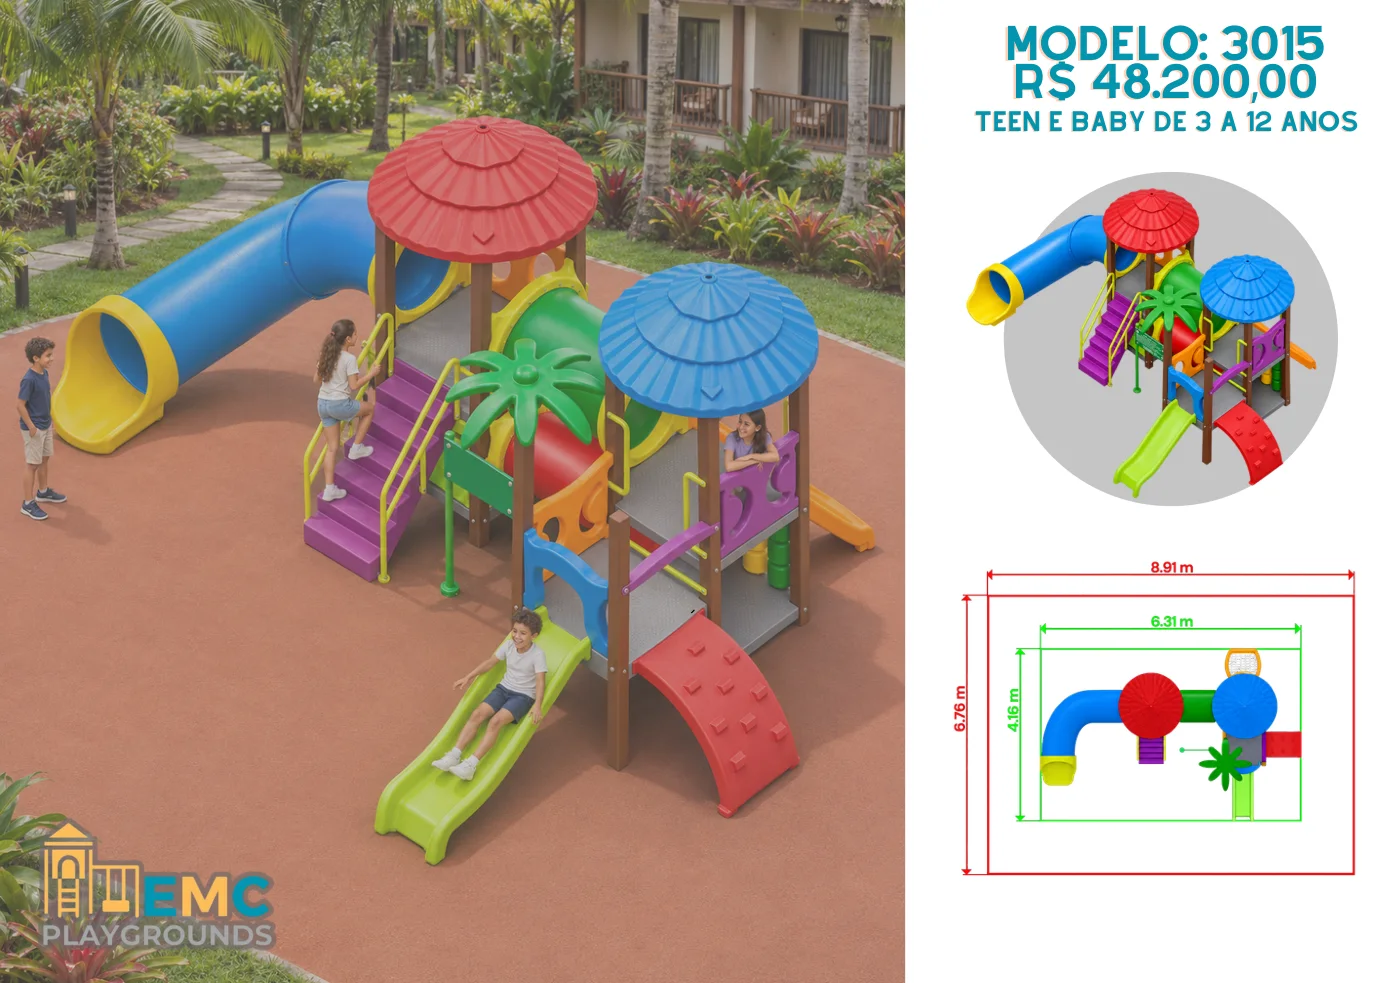 MODELO: 3015
R$ 48.200,00
TEEN E BABY DE 3 A 12 ANOS
8.91 m
6.31 m
6.76 m
4.16 m
EMC
PLAYGROUNDS